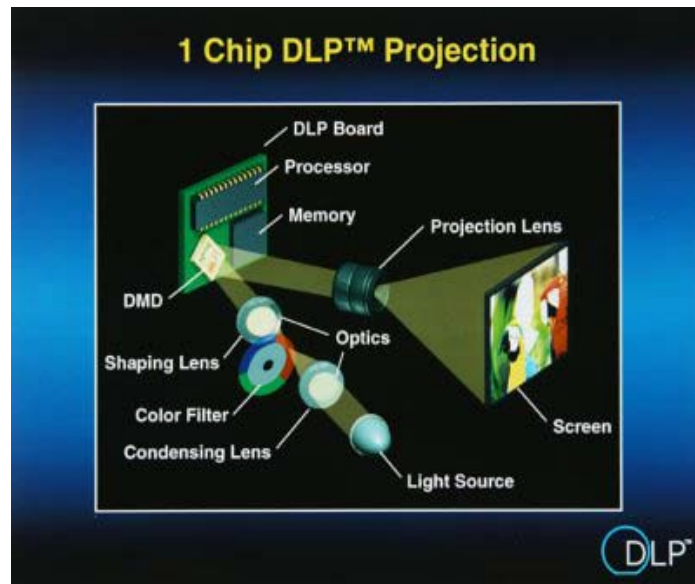 1 Chip DLP™ Projection
DLP Board
Processor
Memory
Projection Lens
DMD
Optics
Shaping Lens
Color Filter
Condensing Lens
Screen
Light Source
DLP™